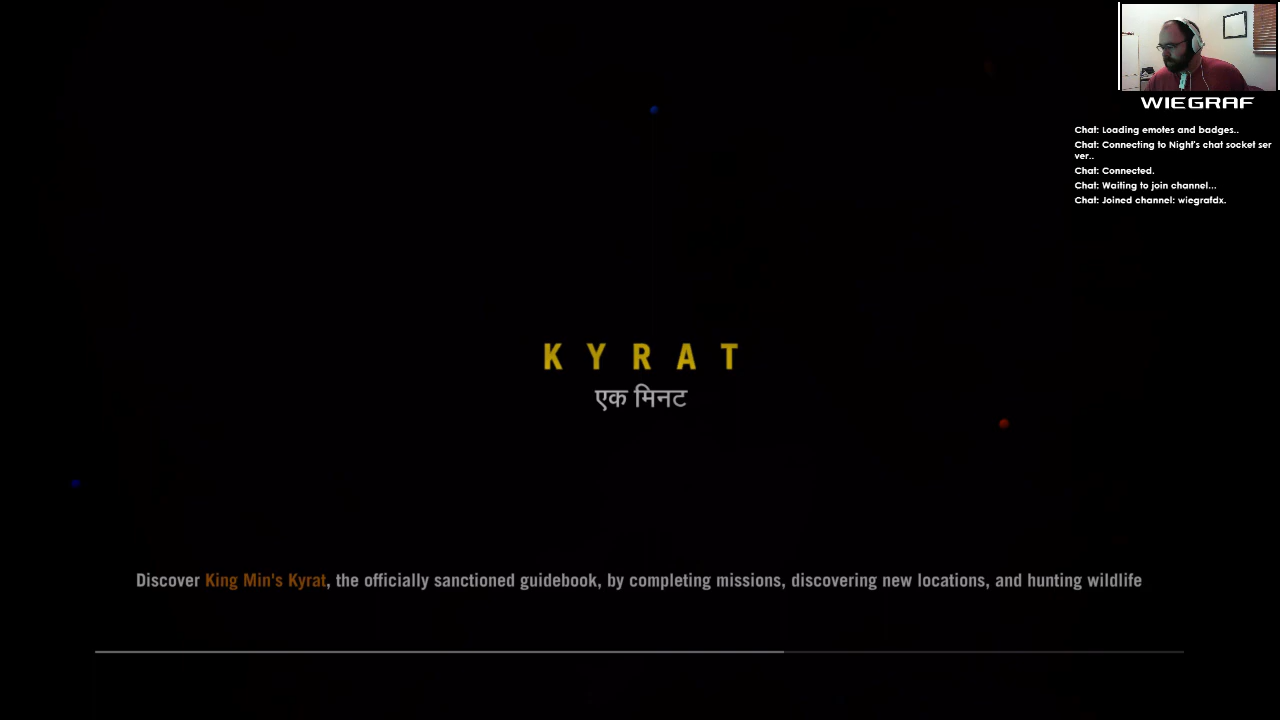 WIEGRAF
Chat: Loading emotes and badges..
Chat: Connecting to Night's chat socket ser
ver..
Chat: Connected.
Chat: Waiting to join channel...
Chat: Joined channel: wiegrafdx.
KYRAT
एक मिनट
Discover King Min's Kyrat, the officially sanctioned guidebook, by completing missions, discovering new locations, and hunting wildlife